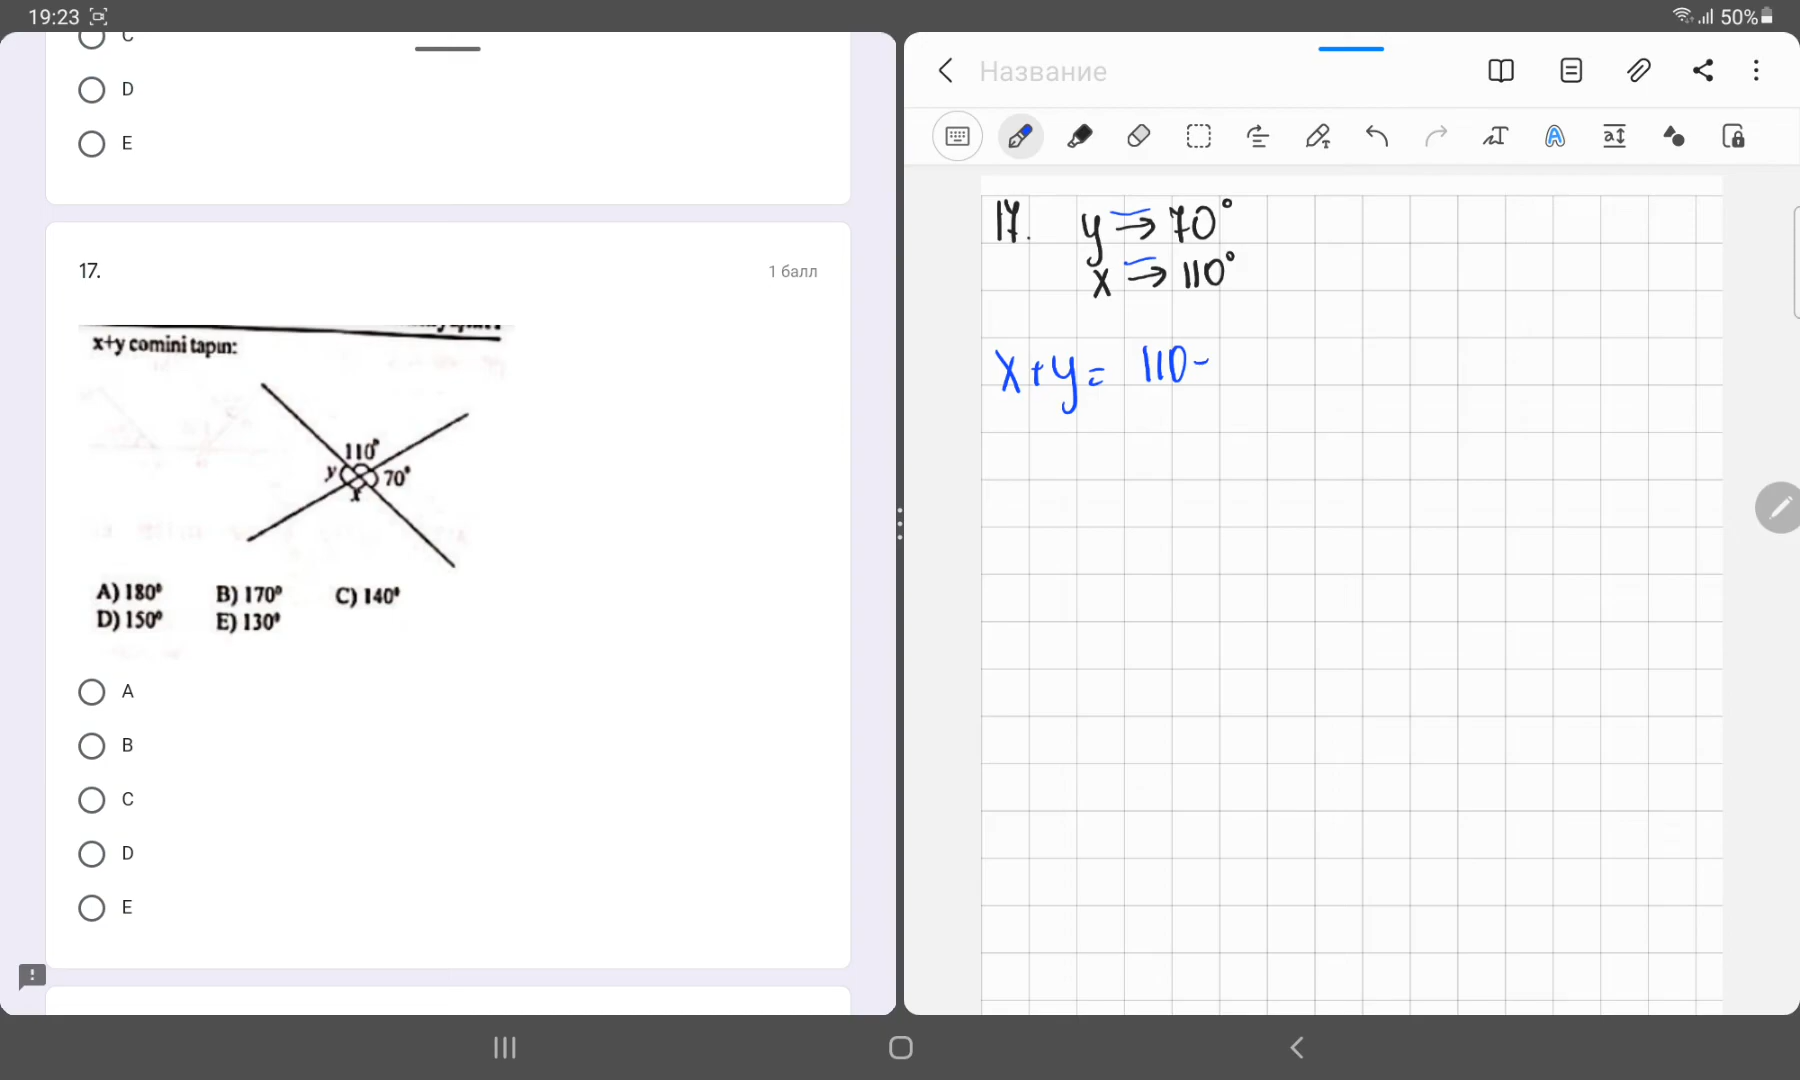 19:23
50%
C
D
E
17.
1 балл
x+y comini tapın:
110°
y
70°
x
A) 180°
B) 170°
C) 140°
D) 150°
E) 130°
A
B
C
D
E
Название
17. y → 70°
x → 110°
x+y= 110-